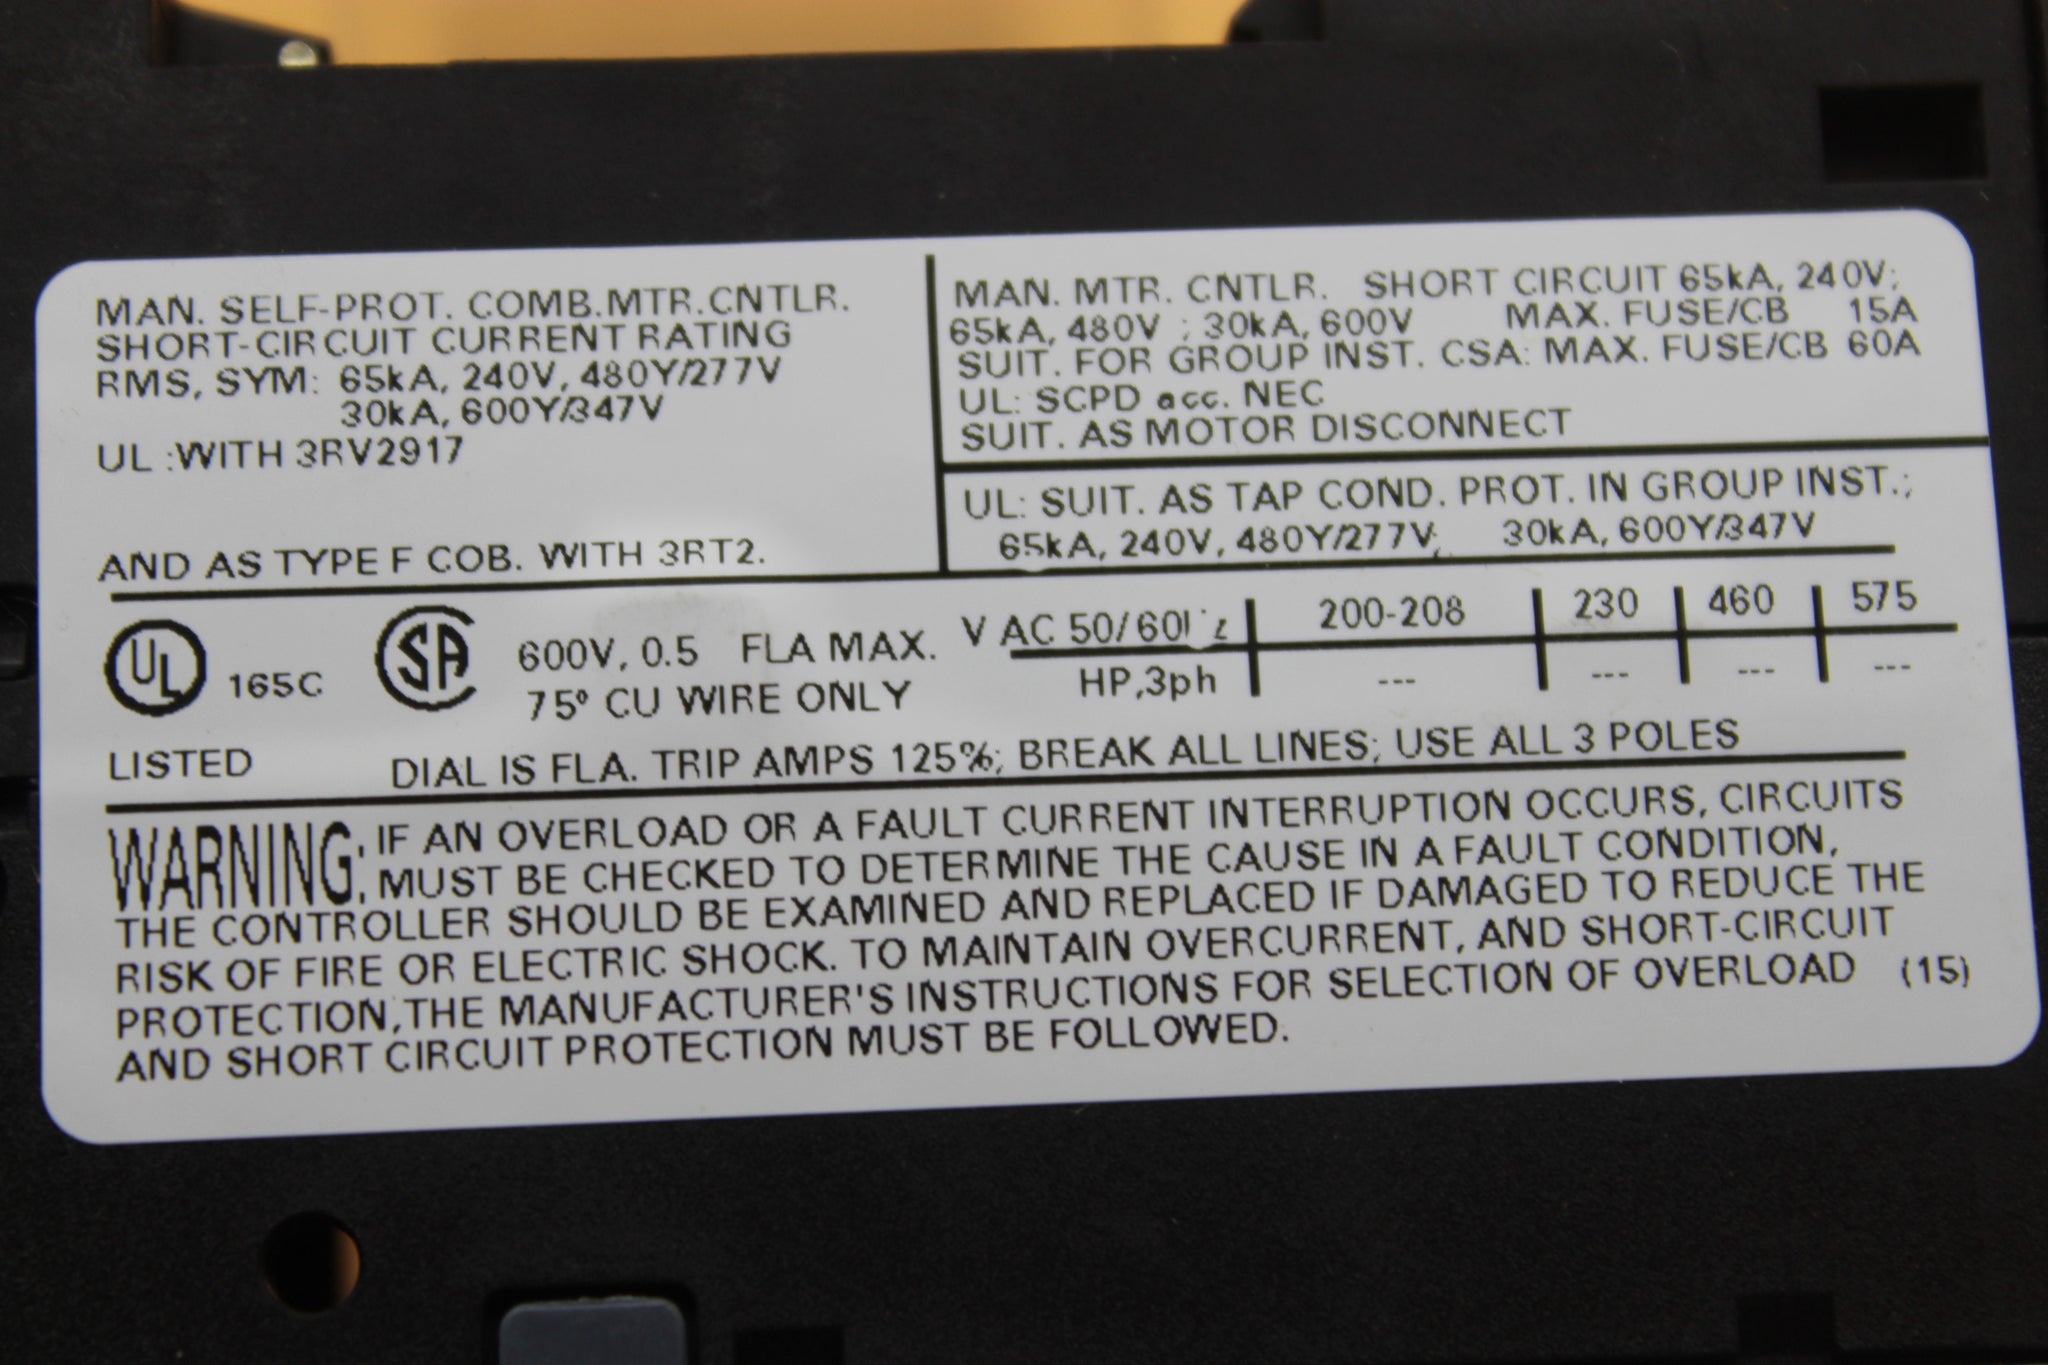 MAN. SELF-PROT. COMB.MTR.CNTLR.
SHORT-CIRCUIT CURRENT RATING
RMS, SYM: 65kA, 240V, 480Y/277V
30kA, 600Y/347V
UL :WITH 3RV2917
AND AS TYPE F COB. WITH 3RT2.
MAN. MTR. CNTLR. SHORT CIRCUIT 65kA, 240V;
65kA, 480V ; 30kA, 600V MAX. FUSE/CB 15A
SUIT. FOR GROUP INST. CSA: MAX. FUSE/CB 60A
UL: SCPD acc. NEC
SUIT. AS MOTOR DISCONNECT
UL: SUIT. AS TAP COND. PROT. IN GROUP INST.;
65kA, 240V, 480Y/277V; 30kA, 600Y/347V
UL 165C SA 600V, 0.5 FLA MAX.
75° CU WIRE ONLY
V AC 50/60Hz 200-208 230 460 575
HP,3ph --- --- --- ---
LISTED DIAL IS FLA. TRIP AMPS 125%; BREAK ALL LINES; USE ALL 3 POLES
WARNING: IF AN OVERLOAD OR A FAULT CURRENT INTERRUPTION OCCURS, CIRCUITS
MUST BE CHECKED TO DETERMINE THE CAUSE IN A FAULT CONDITION,
THE CONTROLLER SHOULD BE EXAMINED AND REPLACED IF DAMAGED TO REDUCE THE
RISK OF FIRE OR ELECTRIC SHOCK. TO MAINTAIN OVERCURRENT, AND SHORT-CIRCUIT
PROTECTION,THE MANUFACTURER'S INSTRUCTIONS FOR SELECTION OF OVERLOAD (15)
AND SHORT CIRCUIT PROTECTION MUST BE FOLLOWED.